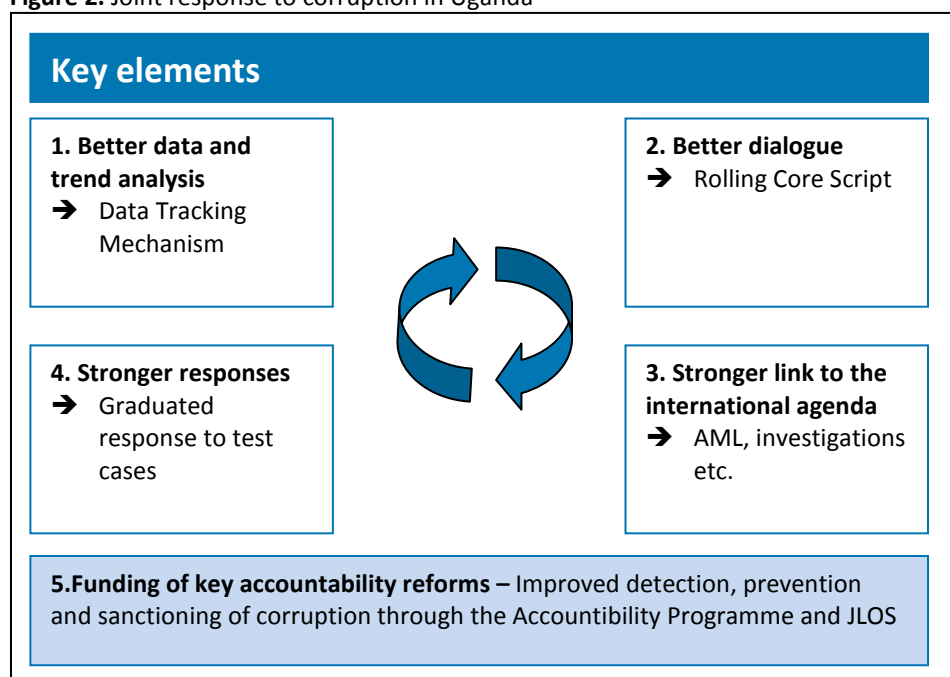 Figure 2. Joint response to corruption in Uganda
Key elements
1. Better data and
trend analysis
➔ Data Tracking
Mechanism
2. Better dialogue
➔ Rolling Core Script
4. Stronger responses
➔ Graduated
response to test
cases
3. Stronger link to the
international agenda
➔ AML, investigations
etc.
5.Funding of key accountability reforms – Improved detection, prevention
and sanctioning of corruption through the Accountibility Programme and JLOS